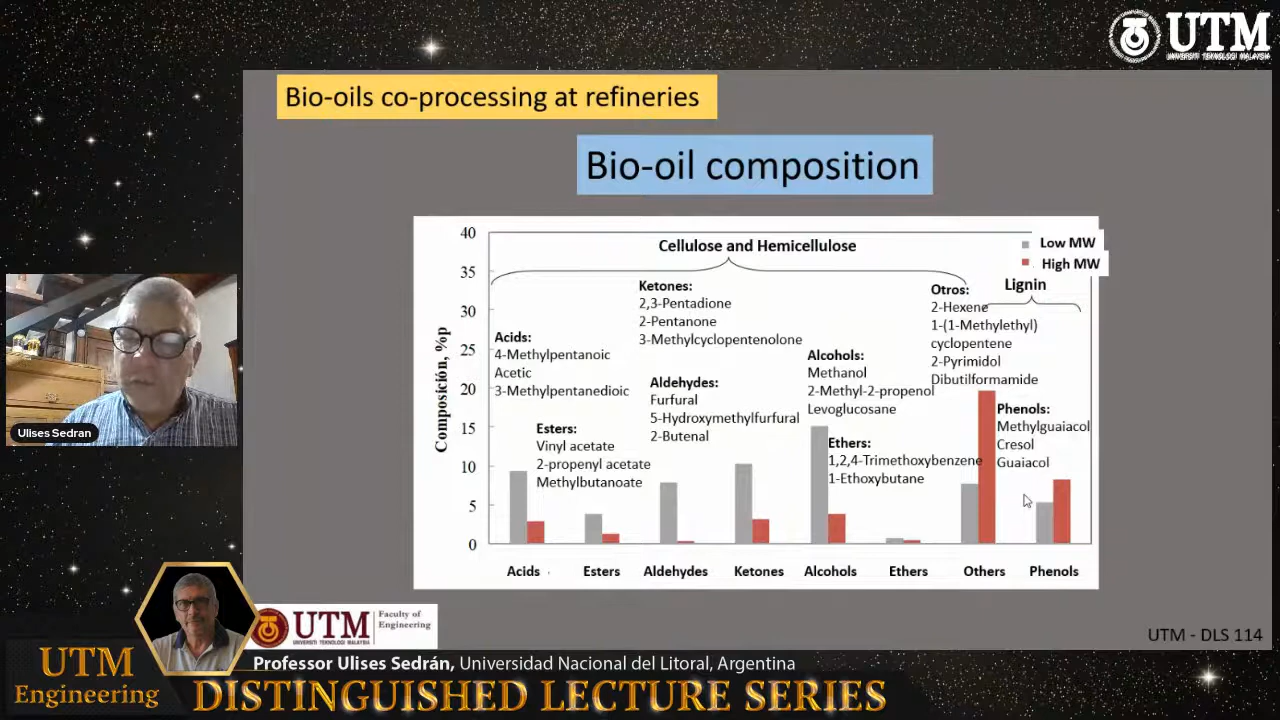 UTM
UNIVERSITI TEKNOLOGI MALAYSIA
Bio-oils co-processing at refineries
Bio-oil composition
Composición, %p
40
35
30
25
20
15
10
5
0
Cellulose and Hemicellulose
Low MW
High MW
Lignin
Acids:
4-Methylpentanoic
Acetic
3-Methylpentanedioic
Esters:
Vinyl acetate
2-propenyl acetate
Methylbutanoate
Ketones:
2,3-Pentadione
2-Pentanone
3-Methylcyclopentenolone
Aldehydes:
Furfural
5-Hydroxymethylfurfural
2-Butenal
Alcohols:
Methanol
2-Methyl-2-propenol
Levoglucosane
Ethers:
1,2,4-Trimethoxybenzene
1-Ethoxybutane
Otros:
2-Hexene
1-(1-Methylethyl)
cyclopentene
2-Pyrimidol
Dibutilformamide
Phenols:
Methylguaiacol
Cresol
Guaiacol
Acids
Esters
Aldehydes
Ketones
Alcohols
Ethers
Others
Phenols
Ulises Sedran
UTM
UNIVERSITI TEKNOLOGI MALAYSIA
Faculty of
Engineering
UTM - DLS 114
Professor Ulises Sedrán, Universidad Nacional del Litoral, Argentina
UTM
Engineering
DISTINGUISHED LECTURE SERIES